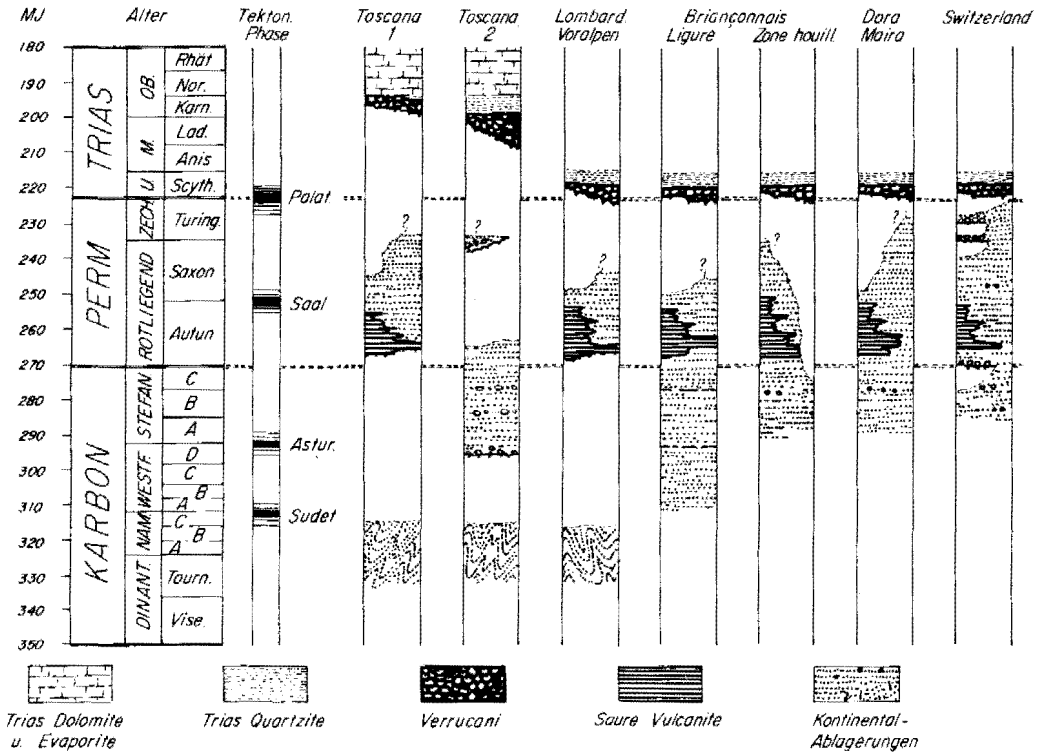 MJ Alter Tekton. Phase Toscana 1 Toscana 2 Lombard. Voralpen Briançonnais Ligure Zone houill. Dora Maira Switzerland
180
190
200
210
220
230
240
250
260
270
280
290
300
310
320
330
340
350
TRIAS
PERM
KARBON
OB.
M.
U
ZECH
ROTLIEGEND
STEFAN
WESTF.
NAM.
DINANT
Rhät
Nor.
Karn.
Lad.
Anis
Scyth.
Turing.
Saxon
Autun
C
B
A
D
C
B
A
C
B
A
Tourn.
Vise.
Palat
Saal
Astur.
Sudet
?
?
?
?
?
?
Trias Dolomite
u. Evaporite
Trias Quartzite
Verrucani
Saure Vulcanite
Kontinental-
Ablagerungen